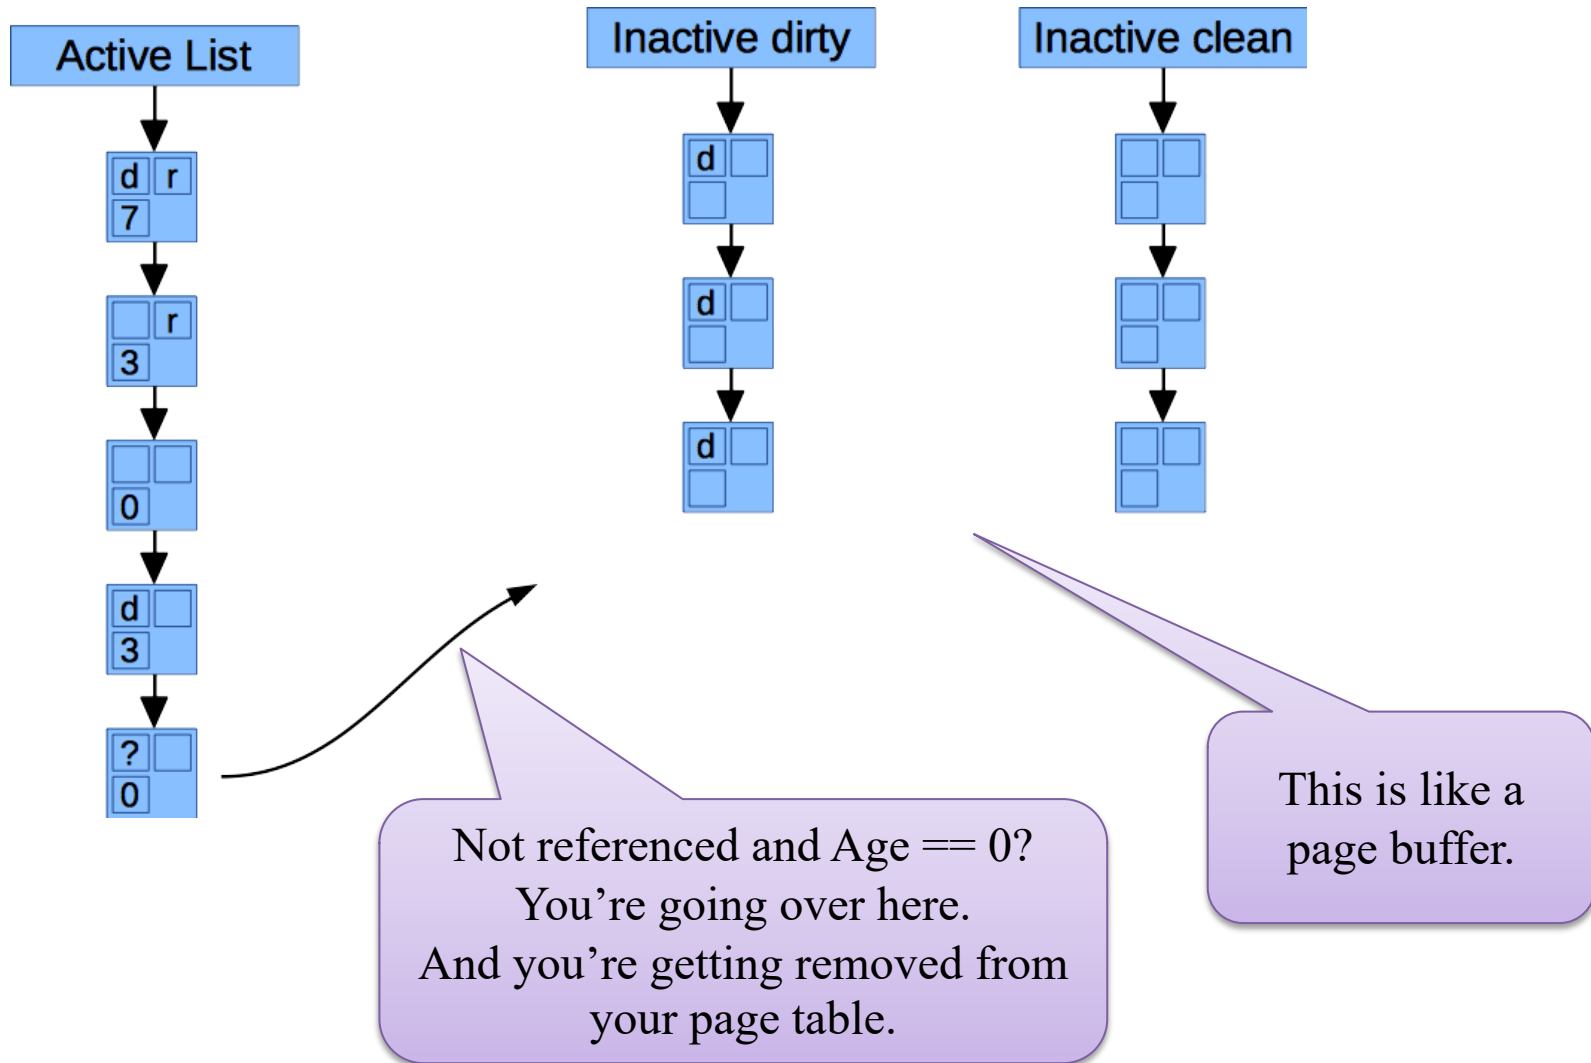 Active List
Inactive dirty
Inactive clean
d r
7
r
3
0
d
3
?
0
d
d
d
Not referenced and Age == 0?
You’re going over here.
And you’re getting removed from
your page table.
This is like a
page buffer.